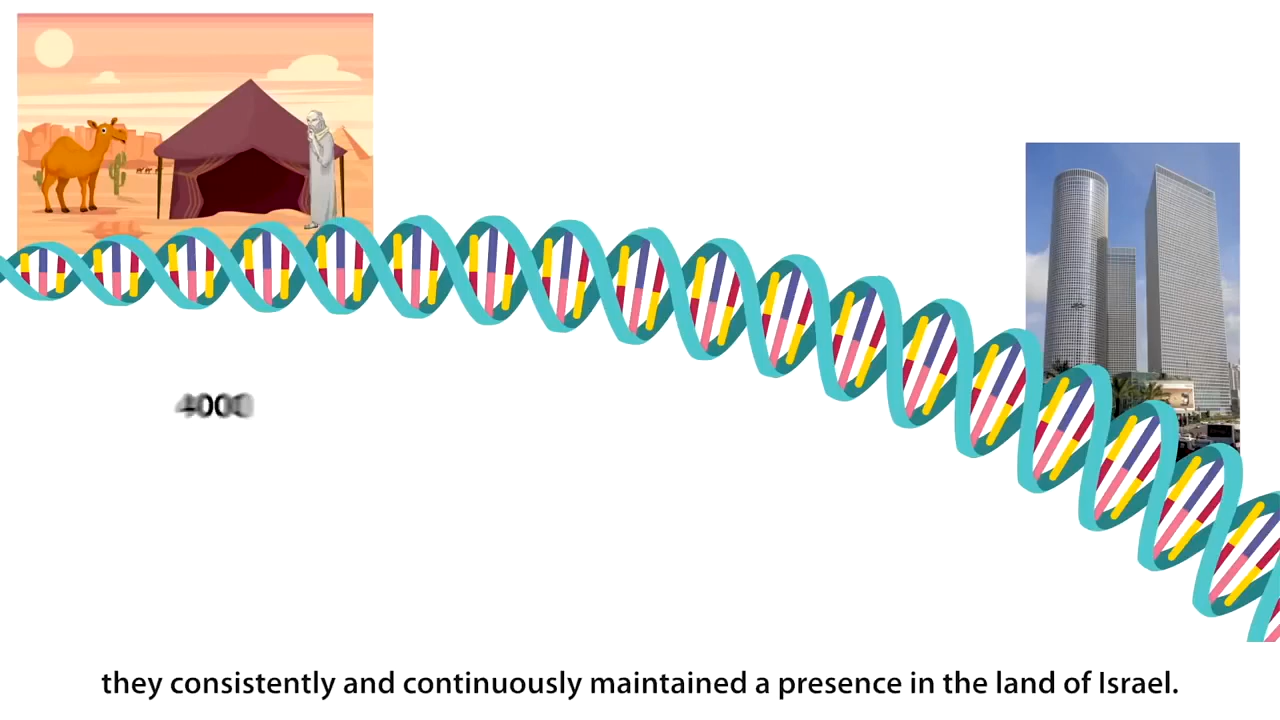 4000
they consistently and continuously maintained a presence in the land of Israel.